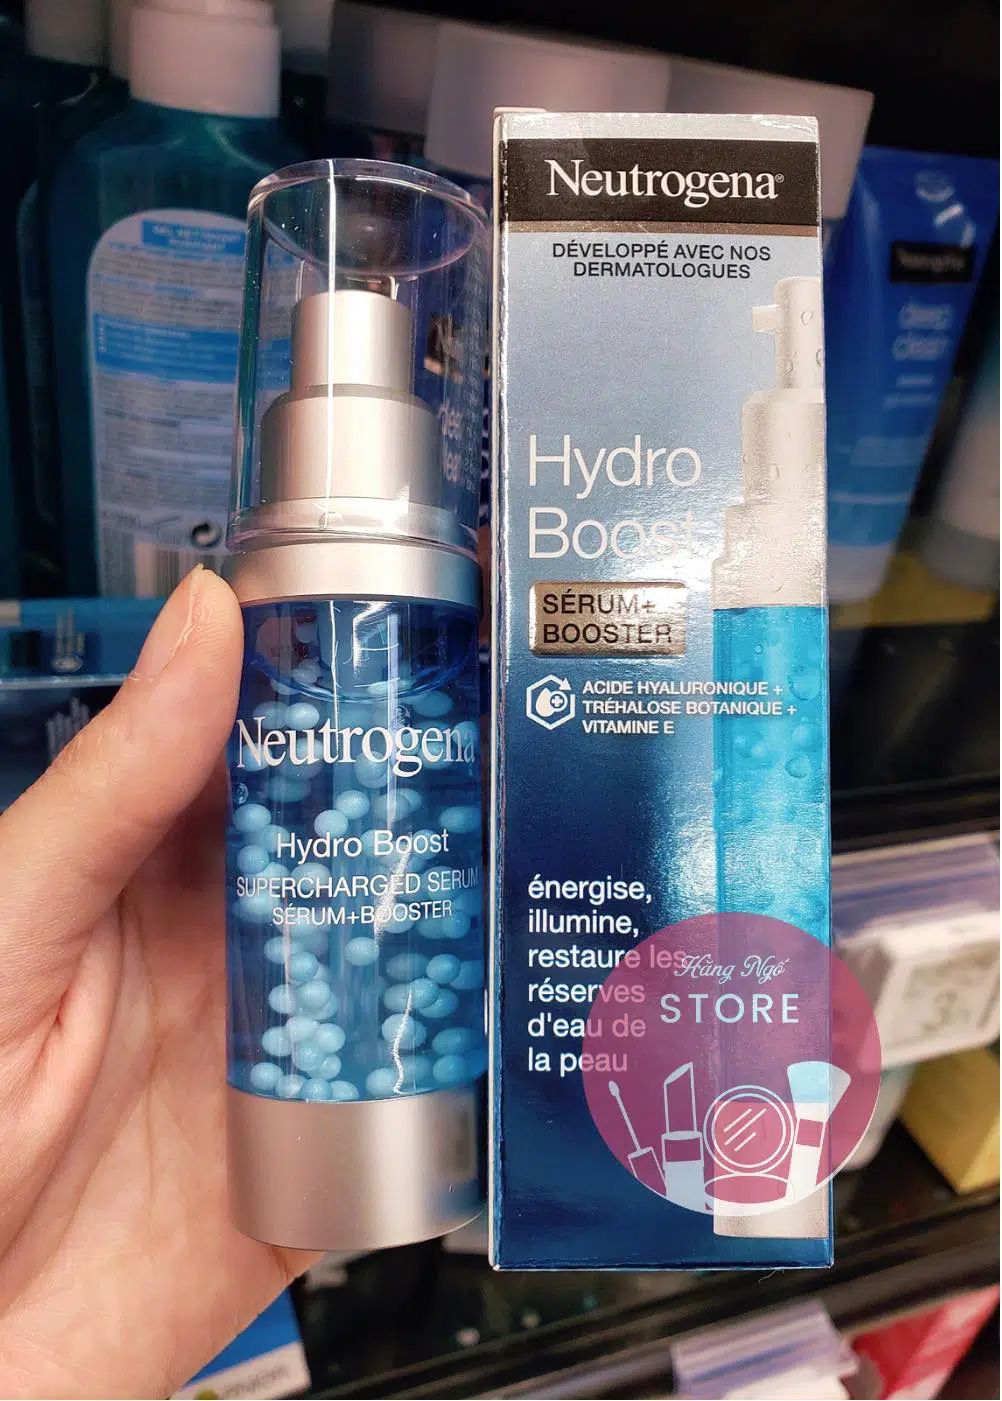 Neutrogena®
DÉVELOPPÉ AVEC NOS
DERMATOLOGUES
Hydro
Boost
SÉRUM+
BOOSTER
ACIDE HYALURONIQUE +
TRÉHALOSE BOTANIQUE +
VITAMINE E
énergise,
illumine,
restaure les
réserves
d'eau de
la peau
Neutrogena
Hydro Boost
SUPERCHARGED SERUM
SÉRUM+BOOSTER
Hằng Ngố
STORE
deep
clean